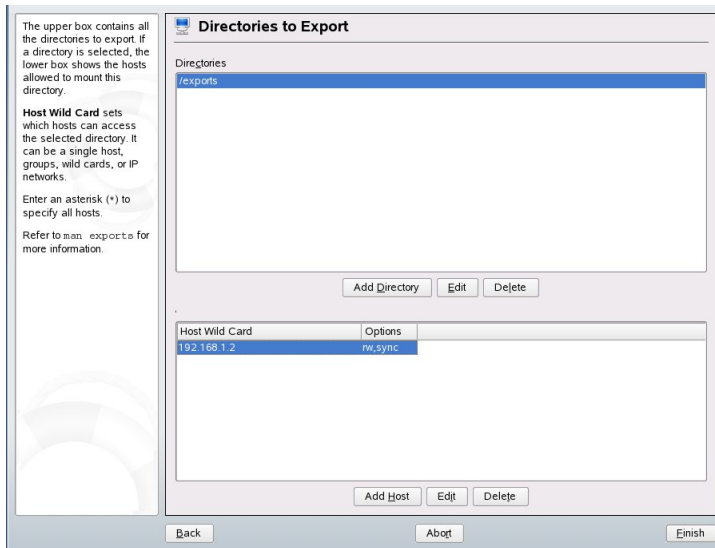 The upper box contains all
the directories to export. If
a directory is selected, the
lower box shows the hosts
allowed to mount this
directory.
Host Wild Card sets
which hosts can access
the selected directory. It
can be a single host,
groups, wild cards, or IP
networks.
Enter an asterisk (*) to
specify all hosts.
Refer to man exports for
more information.
Directories to Export
Directories
/exports
Add Directory Edit Delete
Host Wild Card Options
192.168.1.2 rw,sync
Add Host Edit Delete
Back Abort Finish